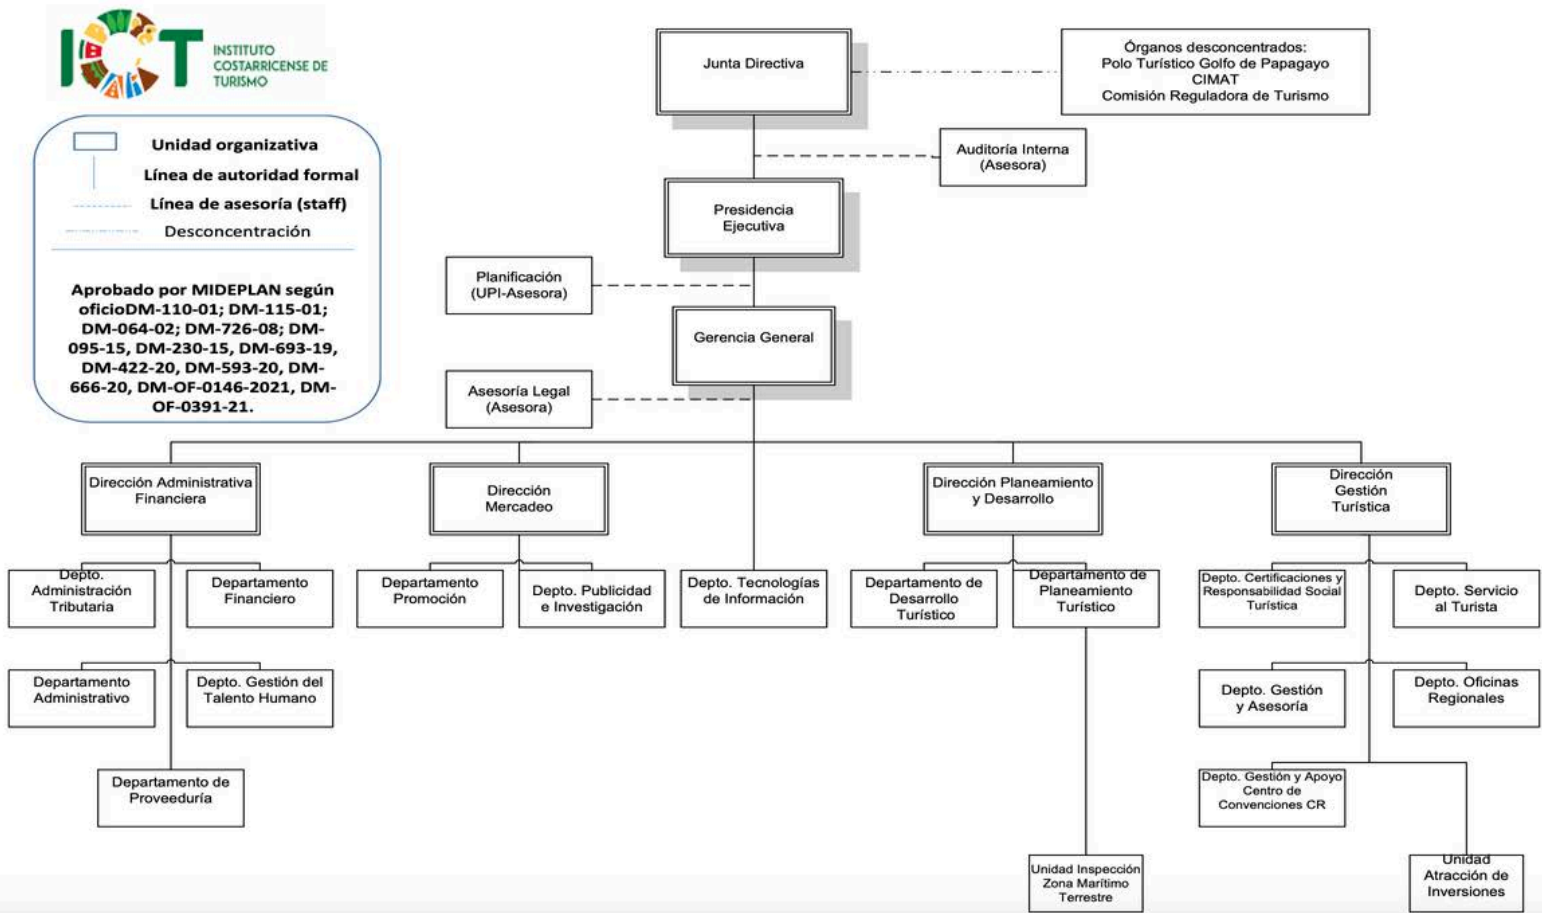 ICT
INSTITUTO
COSTARRICENSE DE
TURISMO
Unidad organizativa
Línea de autoridad formal
Línea de asesoría (staff)
Desconcentración
Aprobado por MIDEPLAN según
oficioDM-110-01; DM-115-01;
DM-064-02; DM-726-08; DM-
095-15, DM-230-15, DM-693-19,
DM-422-20, DM-593-20, DM-
666-20, DM-OF-0146-2021, DM-
OF-0391-21.
Junta Directiva
Órganos desconcentrados:
Polo Turístico Golfo de Papagayo
CIMAT
Comisión Reguladora de Turismo
Auditoría Interna
(Asesora)
Presidencia
Ejecutiva
Planificación
(UPI-Asesora)
Gerencia General
Asesoría Legal
(Asesora)
Dirección Administrativa
Financiera
Dirección
Mercadeo
Dirección Planeamiento
y Desarrollo
Dirección
Gestión
Turística
Depto.
Administración
Tributaria
Departamento
Financiero
Departamento
Promoción
Depto. Publicidad
e Investigación
Depto. Tecnologías
de Información
Departamento de
Desarrollo
Turístico
Departamento de
Planeamiento
Turístico
Depto. Certificaciones y
Responsabilidad Social
Turística
Depto. Servicio
al Turista
Departamento
Administrativo
Depto. Gestión del
Talento Humano
Depto. Gestión
y Asesoría
Depto. Oficinas
Regionales
Departamento de
Proveeduría
Depto. Gestión y Apoyo
Centro de
Convenciones CR
Unidad Inspección
Zona Marítimo
Terrestre
Unidad
Atracción de
Inversiones